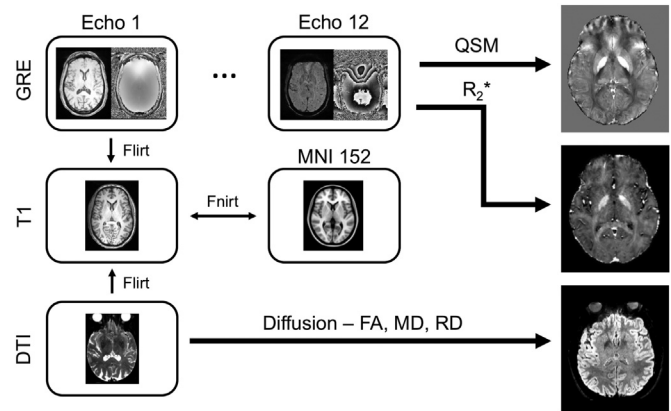 Echo 1
Echo 12
GRE
...
QSM
R2*
Flirt
MNI 152
T1
Fnirt
Flirt
DTI
Diffusion – FA, MD, RD